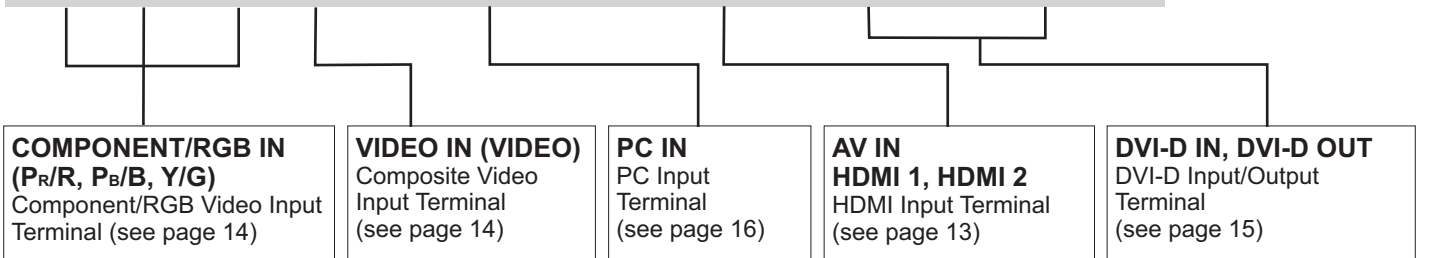 COMPONENT/RGB IN
(PR/R, PB/B, Y/G)
Component/RGB Video Input
Terminal (see page 14)
VIDEO IN (VIDEO)
Composite Video
Input Terminal
(see page 14)
PC IN
PC Input
Terminal
(see page 16)
AV IN
HDMI 1, HDMI 2
HDMI Input Terminal
(see page 13)
DVI-D IN, DVI-D OUT
DVI-D Input/Output
Terminal
(see page 15)